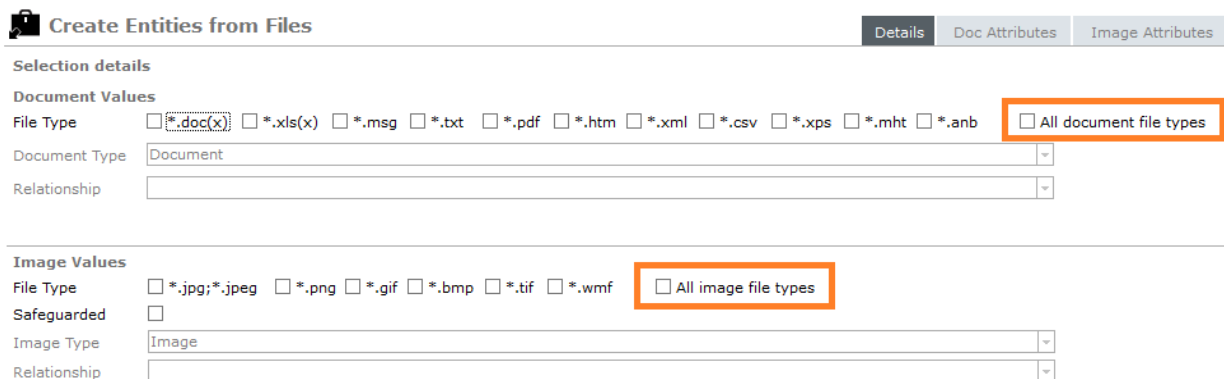 Create Entities from Files
Details Doc Attributes Image Attributes
Selection details
Document Values
File Type *.doc(x) *.xls(x) *.msg *.txt *.pdf *.htm *.xml *.csv *.xps *.mht *.anb All document file types
Document Type Document
Relationship
Image Values
File Type *.jpg;*.jpeg *.png *.gif *.bmp *.tif *.wmf All image file types
Safeguarded
Image Type Image
Relationship